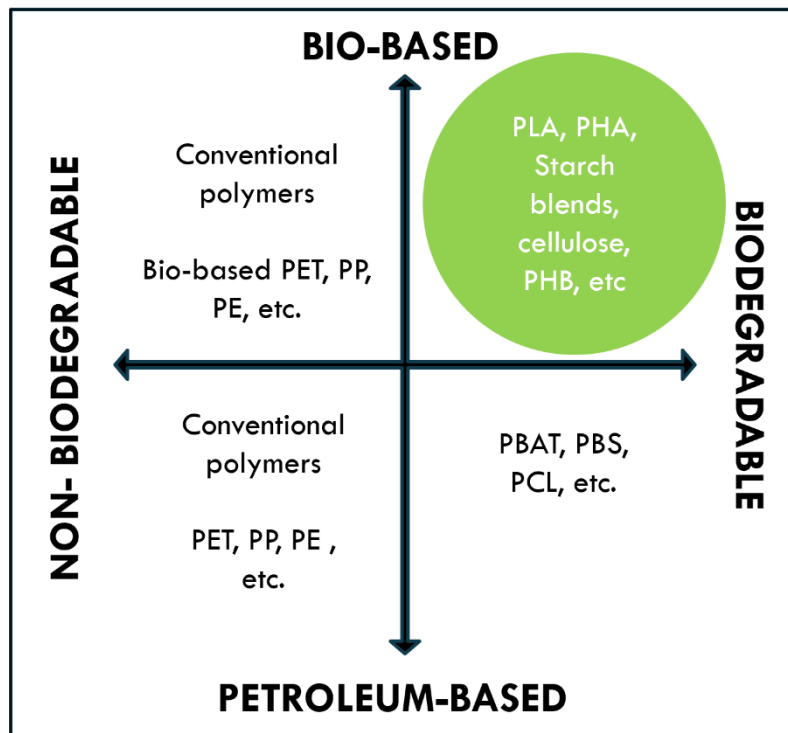 BIO-BASED
Conventional
polymers
Bio-based PET, PP,
PE, etc.
PLA, PHA,
Starch
blends,
cellulose,
PHB, etc
NON- BIODEGRADABLE
BIODEGRADABLE
Conventional
polymers
PET, PP, PE ,
etc.
PBAT, PBS,
PCL, etc.
PETROLEUM-BASED